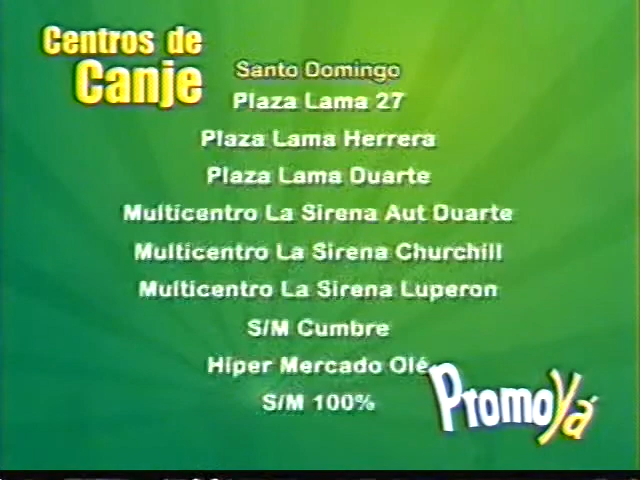 Centros de
Canje
Santo Domingo
Plaza Lama 27
Plaza Lama Herrera
Plaza Lama Duarte
Multicentro La Sirena Aut Duarte
Multicentro La Sirena Churchill
Multicentro La Sirena Luperon
S/M Cumbre
Híper Mercado Olé
S/M 100%
PromoYá